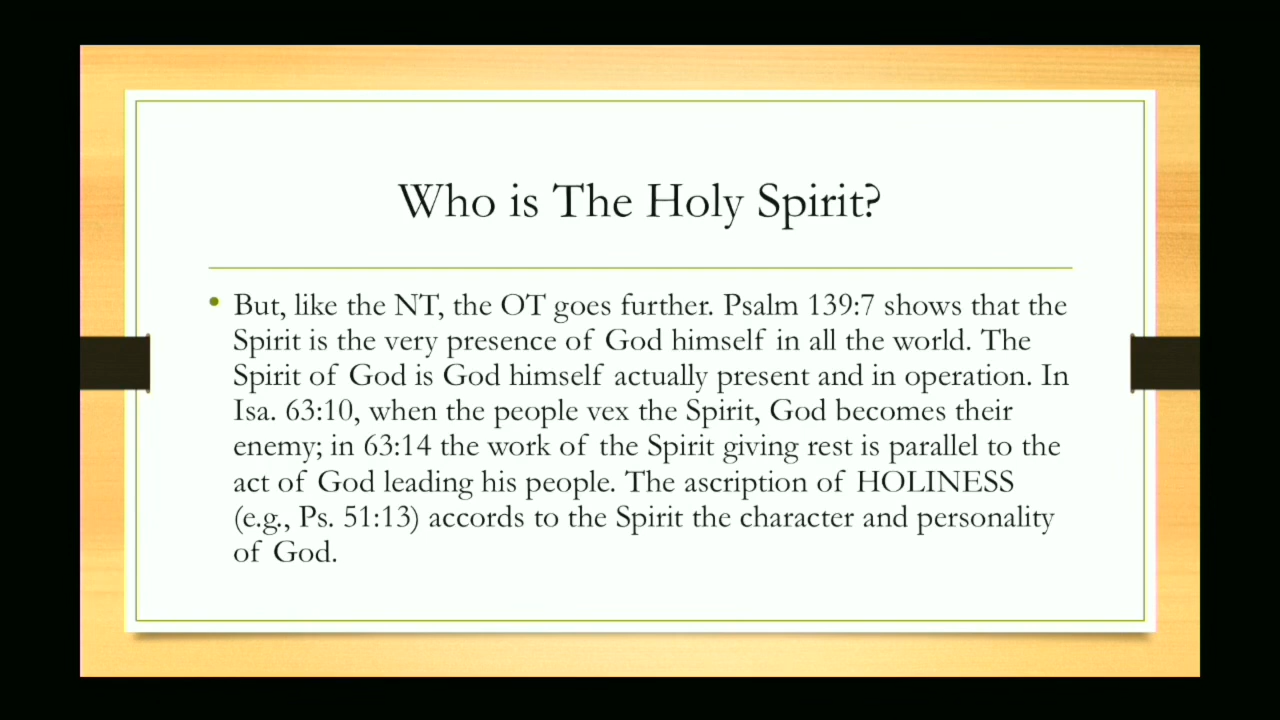 Who is The Holy Spirit?
• But, like the NT, the OT goes further. Psalm 139:7 shows that the
Spirit is the very presence of God himself in all the world. The
Spirit of God is God himself actually present and in operation. In
Isa. 63:10, when the people vex the Spirit, God becomes their
enemy; in 63:14 the work of the Spirit giving rest is parallel to the
act of God leading his people. The ascription of HOLINESS
(e.g., Ps. 51:13) accords to the Spirit the character and personality
of God.